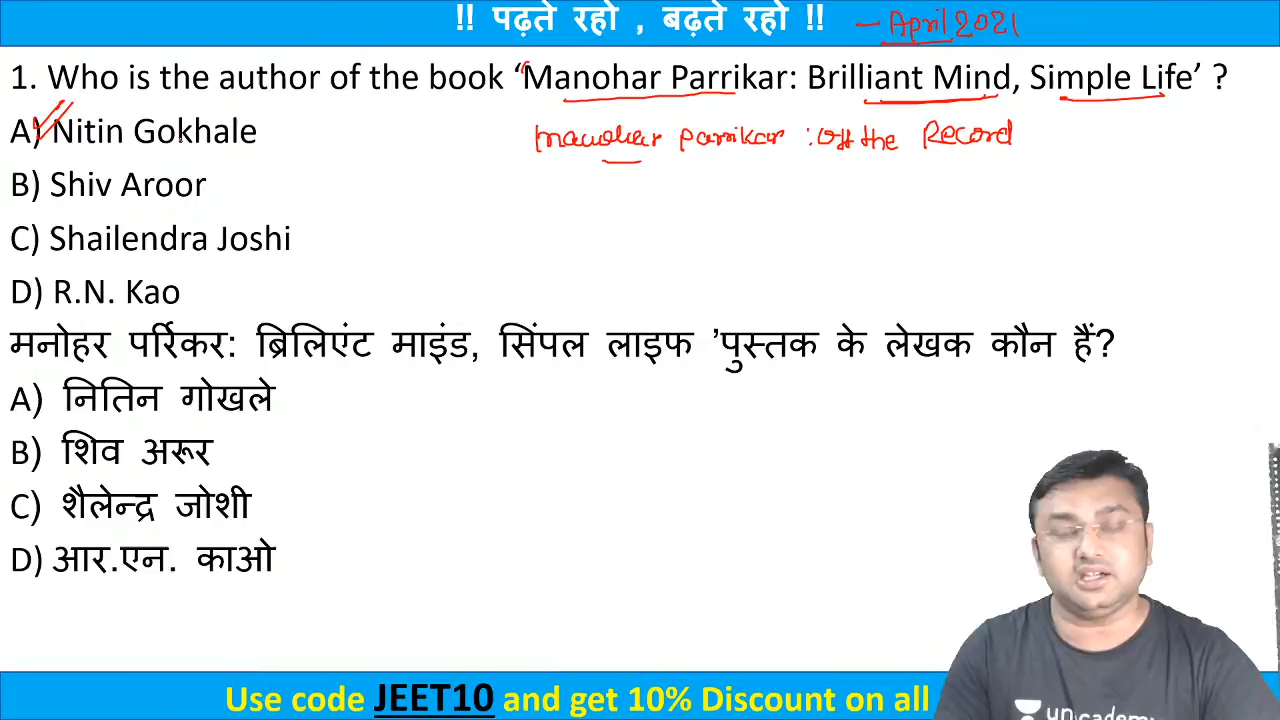 !! पढ़ते रहो , बढ़ते रहो !! - April 2021
1. Who is the author of the book ‘Manohar Parrikar: Brilliant Mind, Simple Life’ ?
A) Nitin Gokhale
manohar parrikar : off the Record
B) Shiv Aroor
C) Shailendra Joshi
D) R.N. Kao
मनोहर पर्रिकर: ब्रिलिएंट माइंड, सिंपल लाइफ ’पुस्तक के लेखक कौन हैं?
A) नितिन गोखले
B) शिव अरूर
C) शैलेन्द्र जोशी
D) आर.एन. काओ
Use code JEET10 and get 10% Discount on all